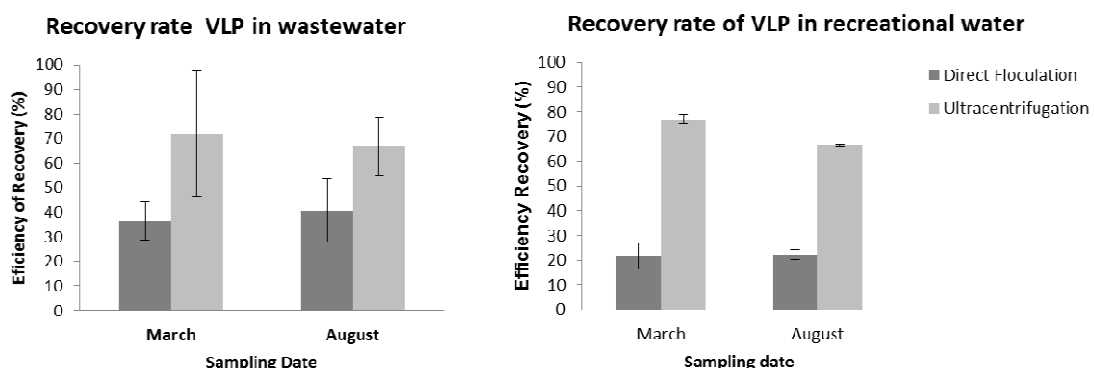 Recovery rate VLP in wastewater
Eficiency of Recovery (%)
100
90
80
70
60
50
40
30
20
10
0
March
August
Sampling Date
Recovery rate of VLP in recreational water
Efficiency Recovery (%)
100
90
80
70
60
50
40
30
20
10
0
March
August
Sampling date
Direct Floculation
Ultracentrifugation